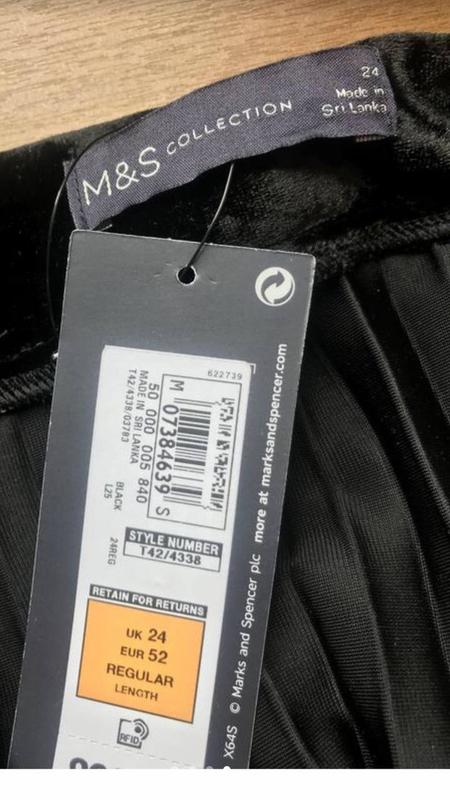 24
Made in
Sri Lanka
M&S COLLECTION
622739
M 07384639 S
50 000 005 840
MADE IN SRI LANKA
T42/4338/03783
BLACK
L25
24REG
STYLE NUMBER
T42/4338
RETAIN FOR RETURNS
UK 24
EUR 52
REGULAR
LENGTH
RFID
X64S © Marks and Spencer plc more at marksandspencer.com